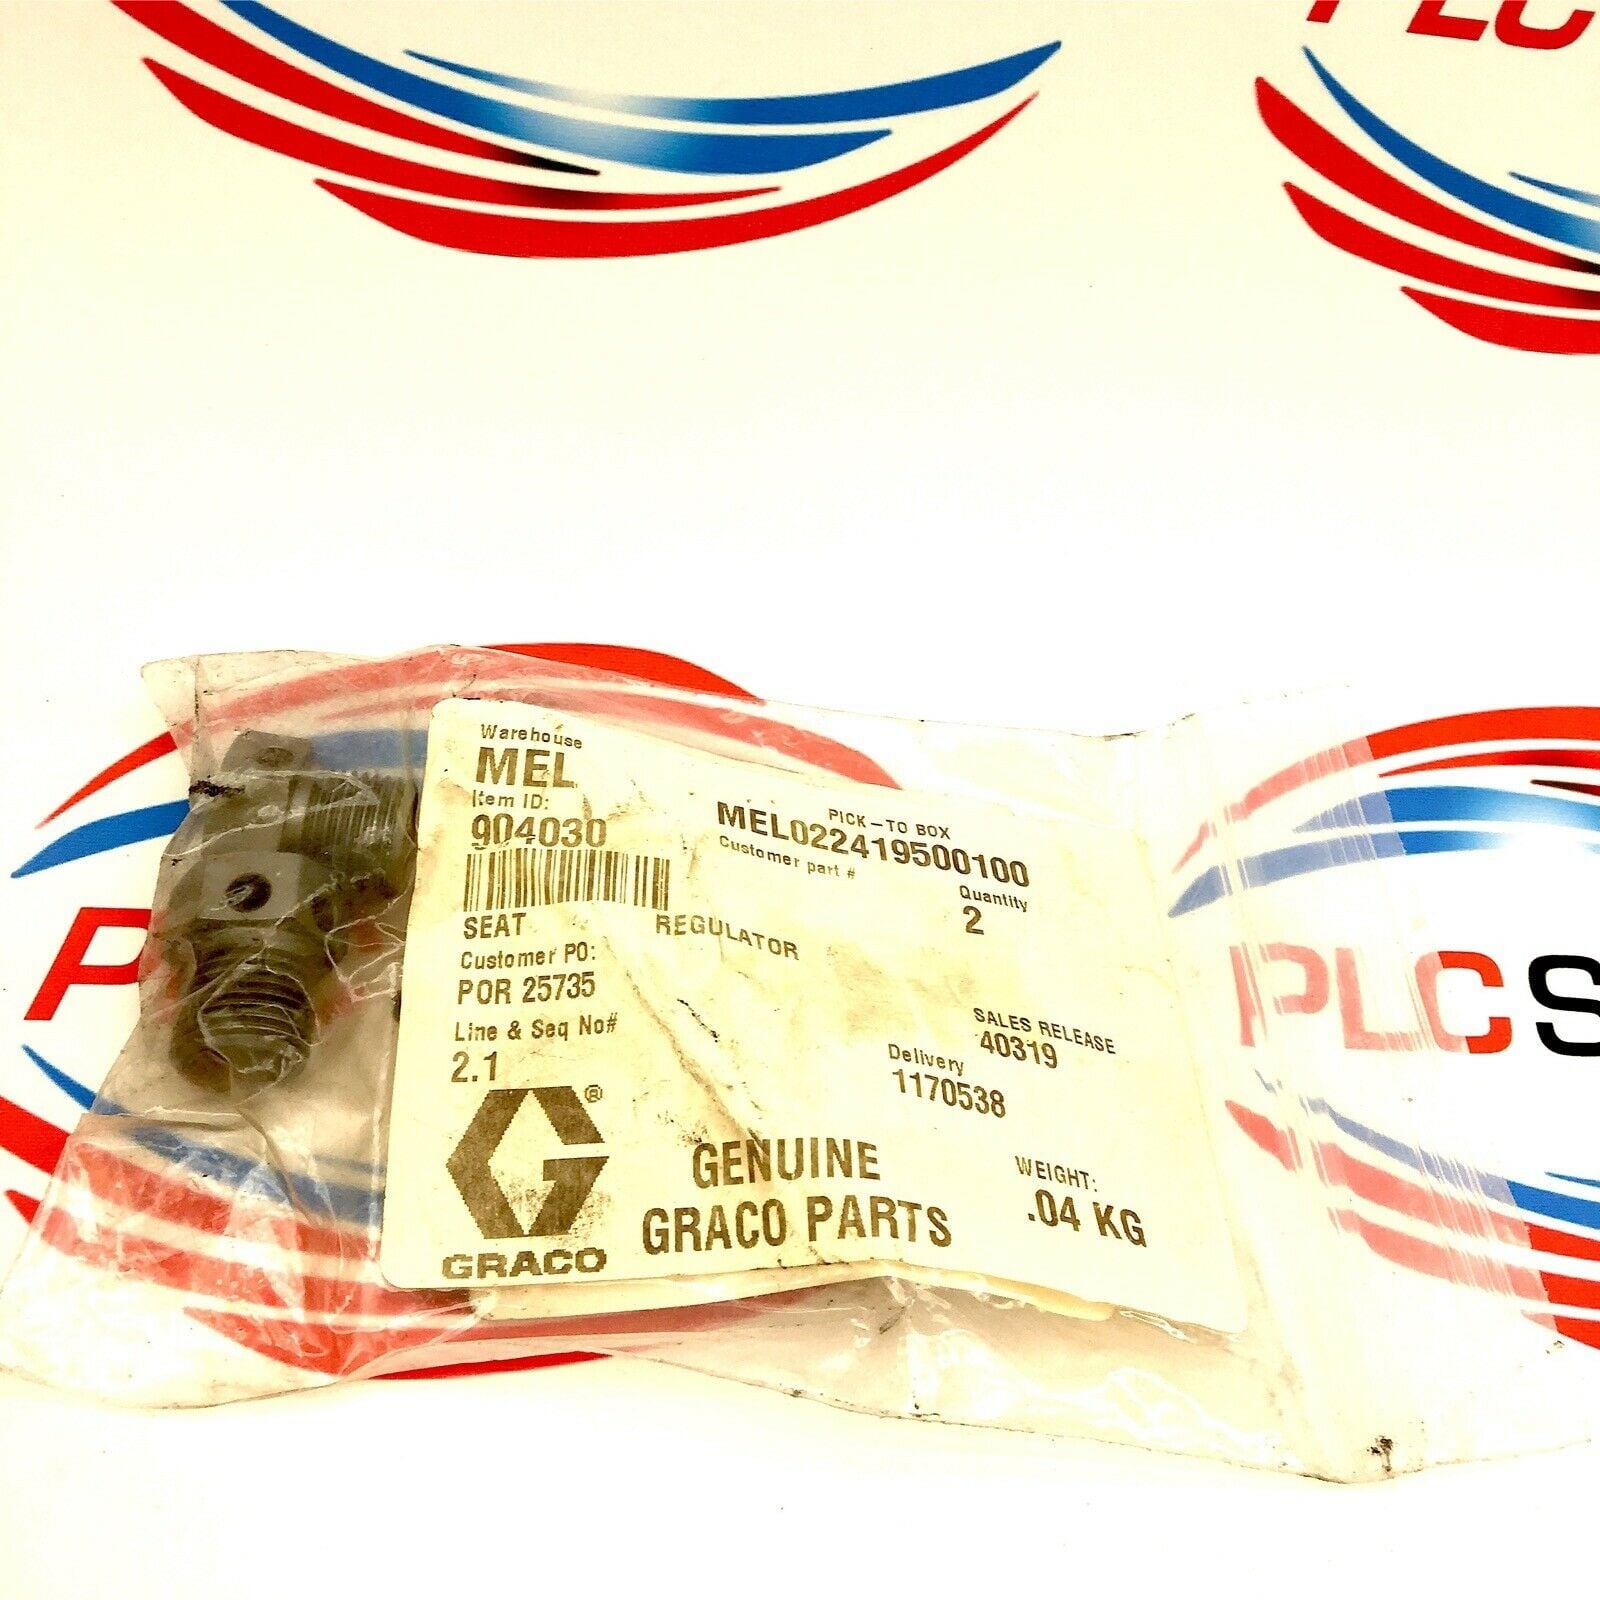 PLC
Warehouse
MEL
Item ID:
904030
PICK-TO BOX
MEL022419500100
Customer part #
Quantity
2
SEAT REGULATOR
Customer PO:
POR 25735
Line & Seq No#
2.1
SALES RELEASE
40319
Delivery
1170538
®
GRACO
GENUINE
GRACO PARTS
WEIGHT:
.04 KG
P
PLCS